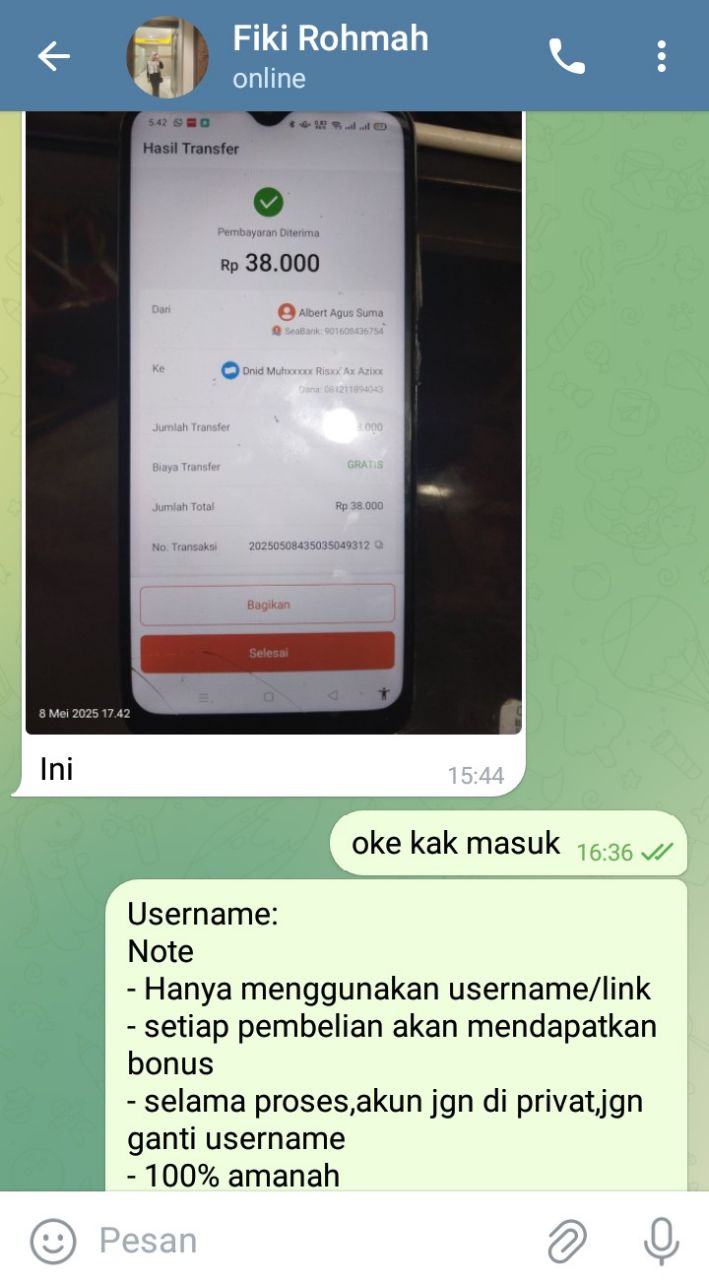 Fiki Rohmah
online
5.42
Hasil Transfer
Pembayaran Diterima
Rp 38.000
Dari
Albert Agus Suma
SeaBank: 901608436754
Ke
Dnid Muhxxxxx Risxx Ax Azixx
Dana: 081211894043
Jumlah Transfer
.000
Biaya Transfer
GRATIS
Jumlah Total
Rp 38.000
No. Transaksi
20250508435035049312
Bagikan
Selesai
8 Mei 2025 17.42
Ini
15:44
oke kak masuk
16:36
Username:
Note
- Hanya menggunakan username/link
- setiap pembelian akan mendapatkan
bonus
- selama proses,akun jgn di privat,jgn
ganti username
- 100% amanah
Pesan